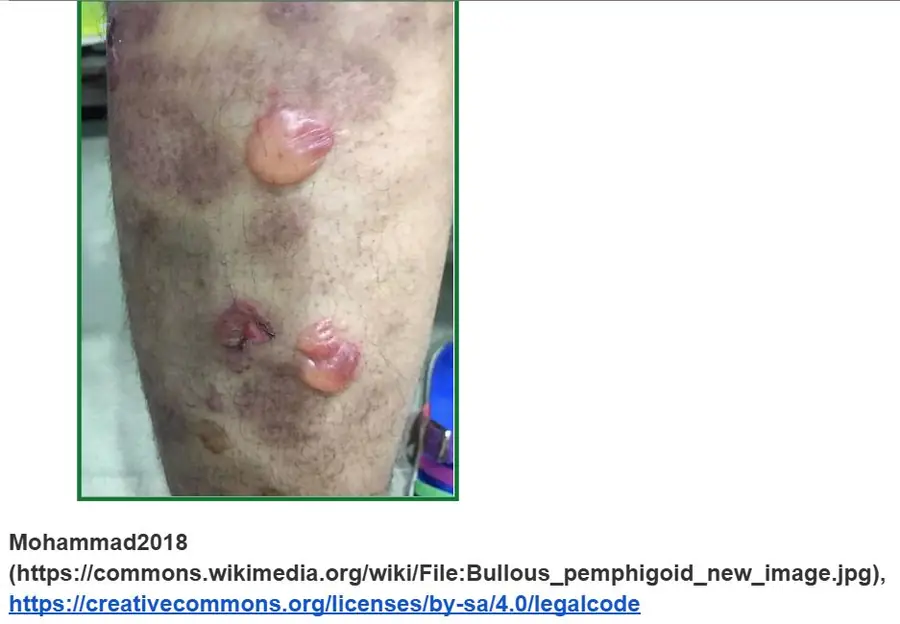 Mohammad2018
(https://commons.wikimedia.org/wiki/File:Bullous_pemphigoid_new_image.jpg),
https://creativecommons.org/licenses/by-sa/4.0/legalcode